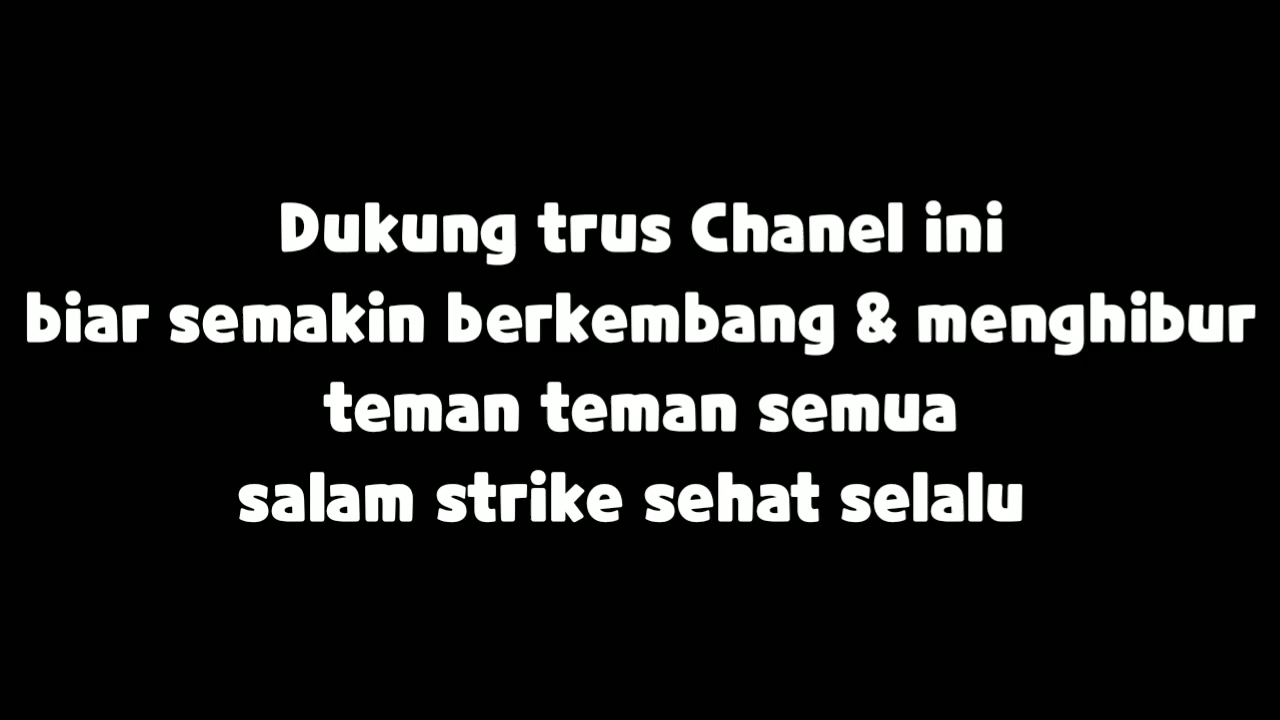 Dukung trus Chanel ini
biar semakin berkembang & menghibur
teman teman semua
salam strike sehat selalu